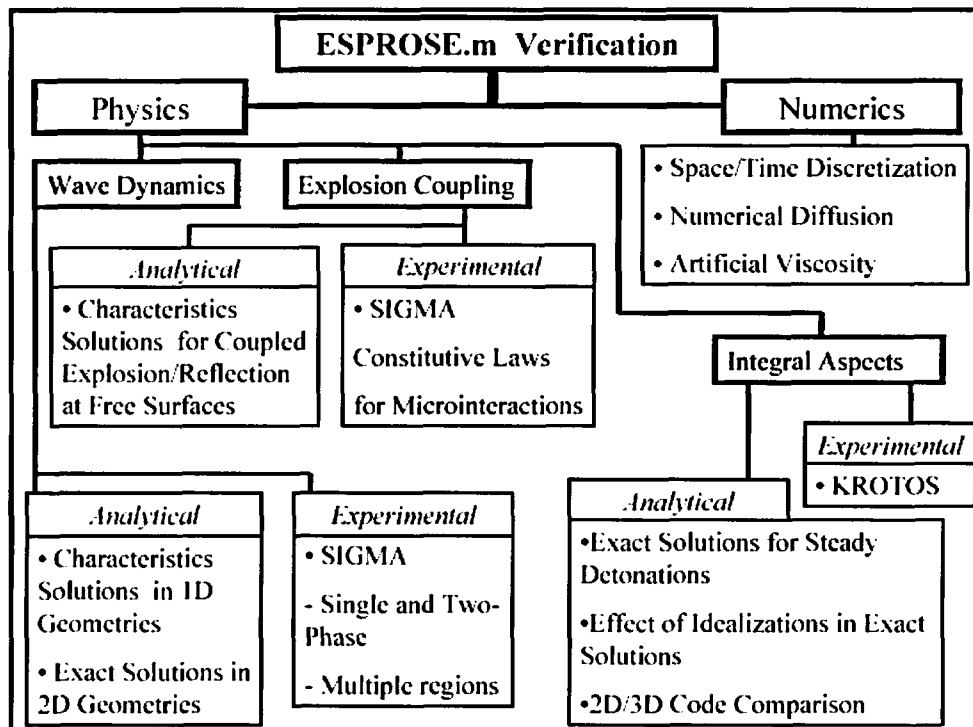 ESPROSE.m Verification
Physics
Numerics
Wave Dynamics
Explosion Coupling
• Space/Time Discretization
• Numerical Diffusion
• Artificial Viscosity
Analytical
• Characteristics
Solutions for Coupled
Explosion/Reflection
at Free Surfaces
Experimental
• SIGMA
Constitutive Laws
for Microinteractions
Integral Aspects
Experimental
• KROTOS
Analytical
• Characteristics
Solutions in 1D
Geometries
• Exact Solutions in
2D Geometries
Experimental
• SIGMA
- Single and Two-
Phase
- Multiple regions
Analytical
•Exact Solutions for Steady
Detonations
•Effect of Idealizations in Exact
Solutions
•2D/3D Code Comparison